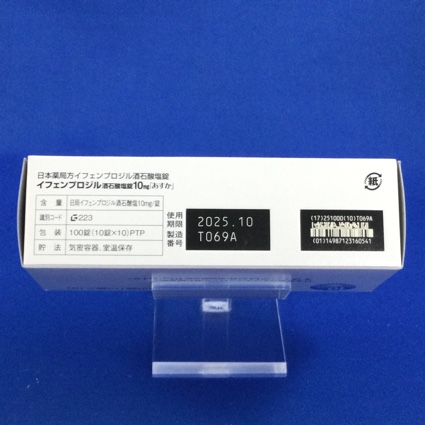 日本薬局方イフェンプロジル酒石酸塩錠
イフェンプロジル酒石酸塩錠10mg「あすか」
含量 日局イフェンプロジル酒石酸塩10mg/錠
識別コード 223
包装 100錠(10錠×10)PTP
貯法 気密容器、室温保存
使用期限 2025.10
製造番号 T069A
(17)251000(10)T069A
(01)14987123160541
紙